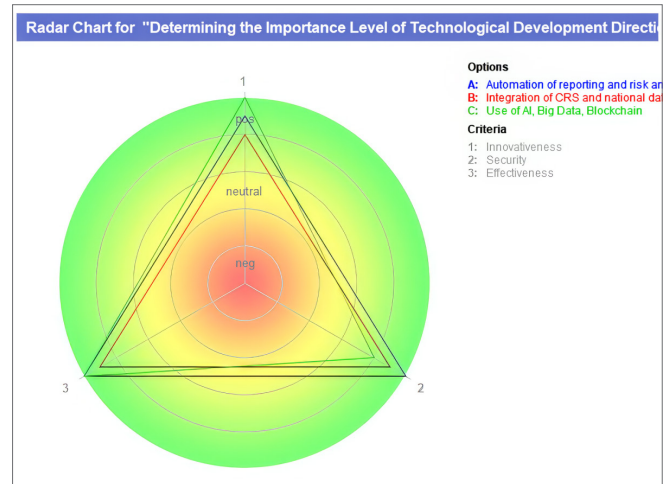 Radar Chart for "Determining the Importance Level of Technological Development Directi
Options
A: Automation of reporting and risk an
B: Integration of CRS and national da
C: Use of AI, Big Data, Blockchain
Criteria
1: Innovativeness
2: Security
3: Effectiveness
1
pos
neutral
neg
3
2